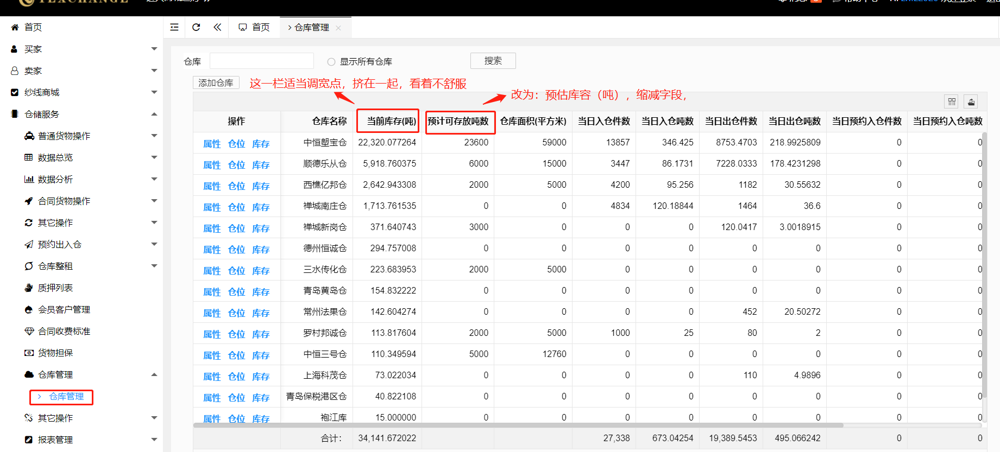 TEXCHANGE
首页
买家
卖家
纱线商城
仓储服务
普通货物操作
数据总览
数据分析
合同货物操作
其它操作
预约出入仓
仓库整租
质押列表
会员客户管理
合同收费标准
货物担保
仓库管理
仓库管理
其它操作
报表管理
首页 仓库管理
仓库 显示所有仓库 搜索
添加仓库 这一栏适当调宽点，挤在一起，看着不舒服
改为：预估库容（吨），缩减字段，
操作 仓库名称 当前库存(吨) 预计可存放吨数 仓库面积(平方米) 当日入仓件数 当日入仓吨数 当日出仓件数 当日出仓吨数 当日预约入仓件数 当日预约入仓吨数
属性 仓位 库存 中恒塱宝仓 22,320.077264 23600 59000 13857 346.425 8753.4703 218.9925809 0 0
属性 仓位 库存 顺德乐从仓 5,918.760375 6000 15000 3447 86.1731 7228.0333 178.4231298 0 0
属性 仓位 库存 西樵亿邦仓 2,642.943308 2000 5000 4200 95.256 1182 30.55632 0 0
属性 仓位 库存 禅城南庄仓 1,713.761535 0 0 4834 120.18844 1464 36.6 0 0
属性 仓位 库存 禅城新岗仓 371.640743 3000 0 0 0 120.0417 3.0018915 0 0
属性 仓位 库存 德州恒诚仓 294.757008 0 0 0 0 0 0 0 0
属性 仓位 库存 三水传化仓 223.683953 2000 5000 0 0 0 0 0 0
属性 仓位 库存 青岛黄岛仓 154.832222 0 0 0 0 0 0 0 0
属性 仓位 库存 常州法果仓 142.604274 0 0 0 0 452 20.50272 0 0
属性 仓位 库存 罗村邦诚仓 113.817604 2000 5000 1000 25 80 2 0 0
属性 仓位 库存 中恒三号仓 110.349594 5000 12760 0 0 0 0 0 0
属性 仓位 库存 上海科茂仓 73.022034 0 0 0 0 110 4.9896 0 0
属性 仓位 库存 青岛保税港区仓 40.822108 0 0 0 0 0 0 0 0
属性 仓位 库存 袍江库 15.000000 0 0 0 0 0 0 0 0
合计： 34,141.672022 27,338 673.04254 19,389.5453 495.066242 0 0